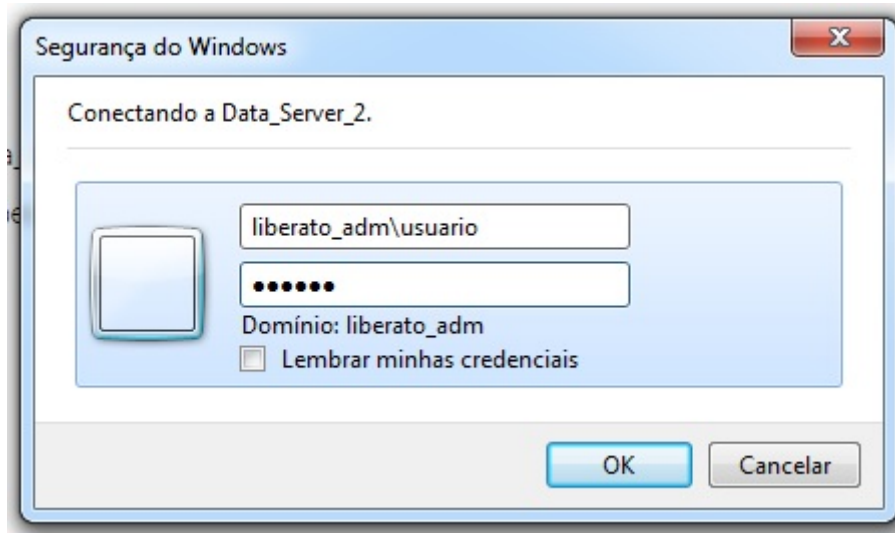 Segurança do Windows
Conectando a Data_Server_2.
liberato_adm\usuario
••••••
Domínio: liberato_adm
Lembrar minhas credenciais
OK
Cancelar